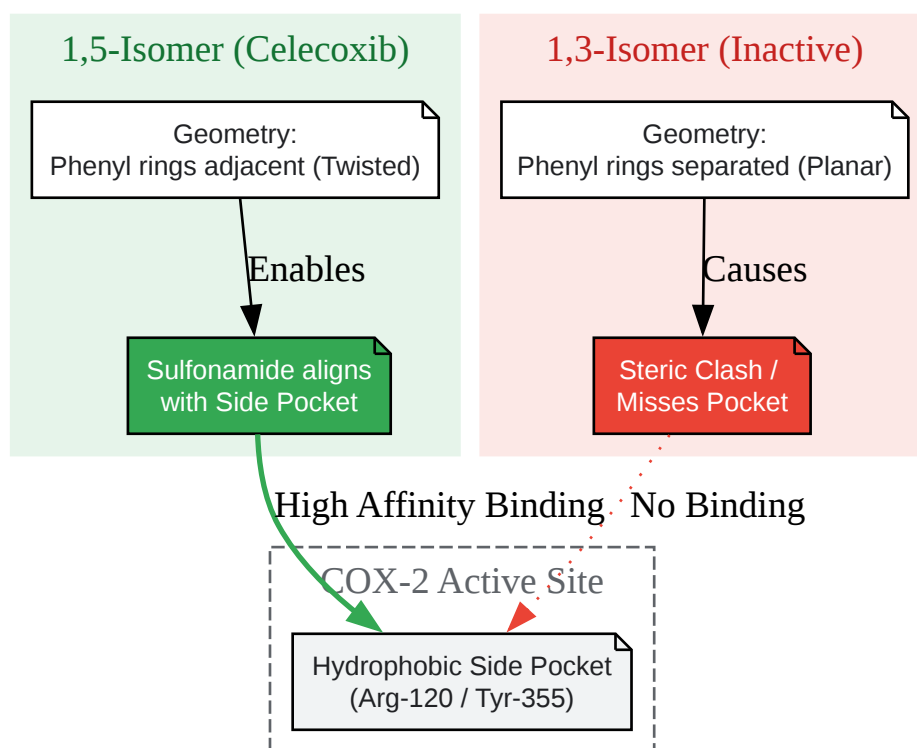 1,5-Isomer (Celecoxib)
Geometry:
Phenyl rings adjacent (Twisted)
Enables
Sulfonamide aligns
with Side Pocket
1,3-Isomer (Inactive)
Geometry:
Phenyl rings separated (Planar)
Causes
Steric Clash /
Misses Pocket
High Affinity Binding
No Binding
COX-2 Active Site
Hydrophobic Side Pocket
(Arg-120 / Tyr-355)